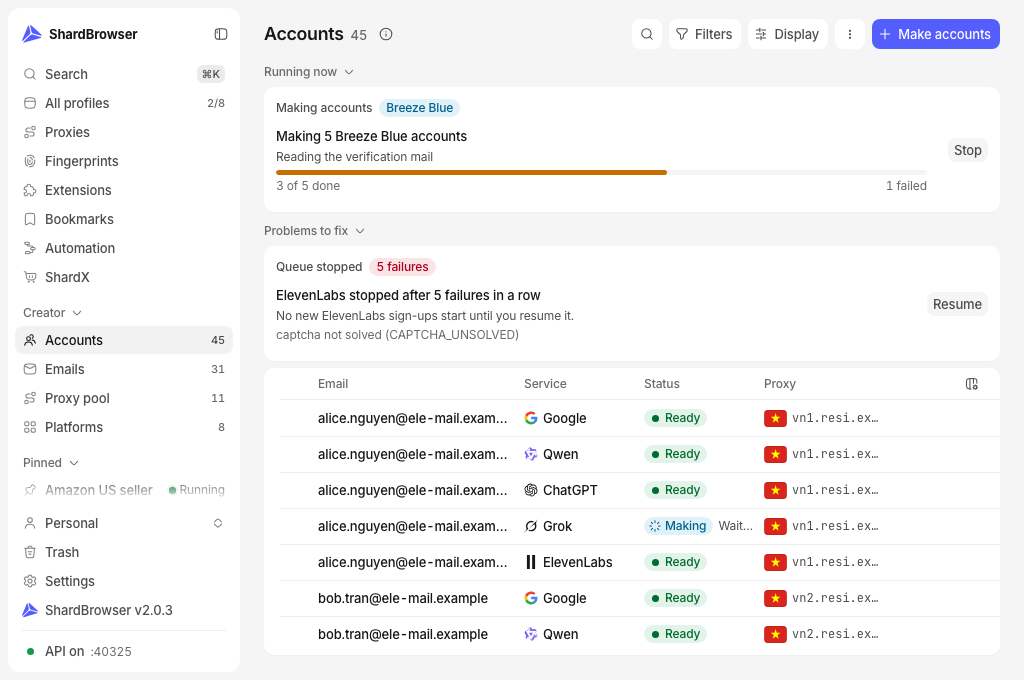 ShardBrowser
Search ⌘K
All profiles 2/8
Proxies
Fingerprints
Extensions
Bookmarks
Automation
ShardX
Creator
Accounts 45
Emails 31
Proxy pool 11
Platforms 8
Pinned
Amazon US seller Running
Personal
Trash
Settings
ShardBrowser v2.0.3
API on :40325
Accounts 45
Filters
Display
Make accounts
Running now
Making accounts Breeze Blue
Making 5 Breeze Blue accounts
Reading the verification mail
Stop
3 of 5 done 1 failed
Problems to fix
Queue stopped 5 failures
ElevenLabs stopped after 5 failures in a row
No new ElevenLabs sign-ups start until you resume it.
captcha not solved (CAPTCHA_UNSOLVED)
Resume
Email Service Status Proxy
alice.nguyen@ele-mail.exam… Google Ready vn1.resi.ex…
alice.nguyen@ele-mail.exam… Qwen Ready vn1.resi.ex…
alice.nguyen@ele-mail.exam… ChatGPT Ready vn1.resi.ex…
alice.nguyen@ele-mail.exam… Grok Making Wait… vn1.resi.ex…
alice.nguyen@ele-mail.exam… ElevenLabs Ready vn1.resi.ex…
bob.tran@ele-mail.example Google Ready vn2.resi.ex…
bob.tran@ele-mail.example Qwen Ready vn2.resi.ex…